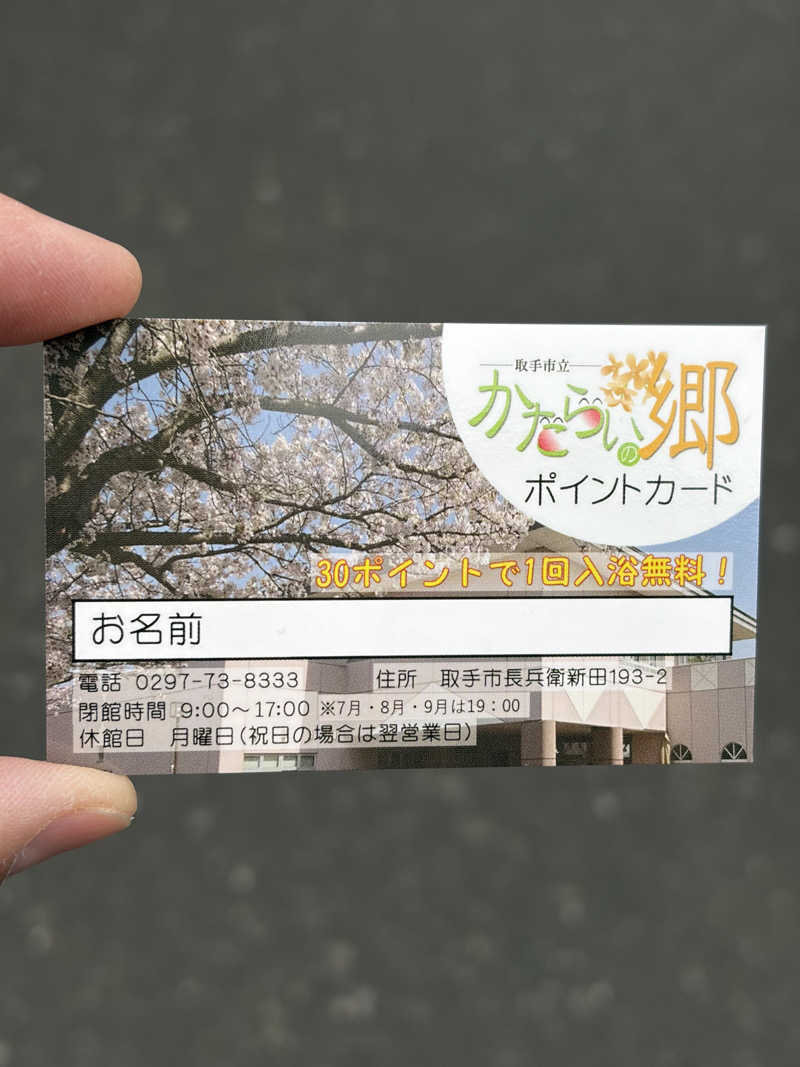 取手市立
かたらいの郷
ポイントカード
30ポイントで1回入浴無料！
お名前
電話 0297-73-8333 住所 取手市長兵衛新田193-2
閉館時間 9:00～17:00 ※7月・8月・9月は19：00
休館日 月曜日(祝日の場合は翌営業日)